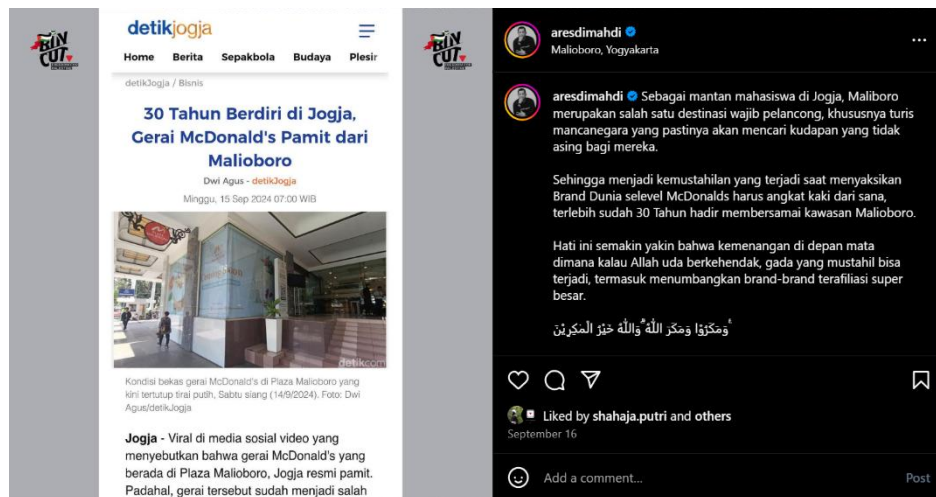 BIN
CUT
detikjogja
Home Berita Sepakbola Budaya Plesir
detikJogja / Bisnis
30 Tahun Berdiri di Jogja,
Gerai McDonald's Pamit dari
Malioboro
Dwi Agus - detikJogja
Minggu, 15 Sep 2024 07:00 WIB
detikcom
Kondisi bekas gerai McDonald's di Plaza Malioboro yang
kini tertutup tirai putih, Sabtu siang (14/9/2024). Foto: Dwi
Agus/detikJogja
Jogja - Viral di media sosial video yang
menyebutkan bahwa gerai McDonald's yang
berada di Plaza Malioboro, Jogja resmi pamit.
Padahal, gerai tersebut sudah menjadi salah
BIN
CUT
aresdimahdi
Malioboro, Yogyakarta
aresdimahdi Sebagai mantan mahasiswa di Jogja, Maliboro
merupakan salah satu destinasi wajib pelancong, khususnya turis
mancanegara yang pastinya akan mencari kudapan yang tidak
asing bagi mereka.
Sehingga menjadi kemustahilan yang terjadi saat menyaksikan
Brand Dunia selevel McDonalds harus angkat kaki dari sana,
terlebih sudah 30 Tahun hadir membersamai kawasan Malioboro.
Hati ini semakin yakin bahwa kemenangan di depan mata
dimana kalau Allah uda berkehendak, gada yang mustahil bisa
terjadi, termasuk menumbangkan brand-brand terafiliasi super
besar.
وَمَكَرُوْا وَمَكَرَ اللّٰهُ ۗوَاللّٰهُ خَيْرُ الْمٰكِرِيْنَ ࣖ
Liked by shahaja.putri and others
September 16
Add a comment...
Post